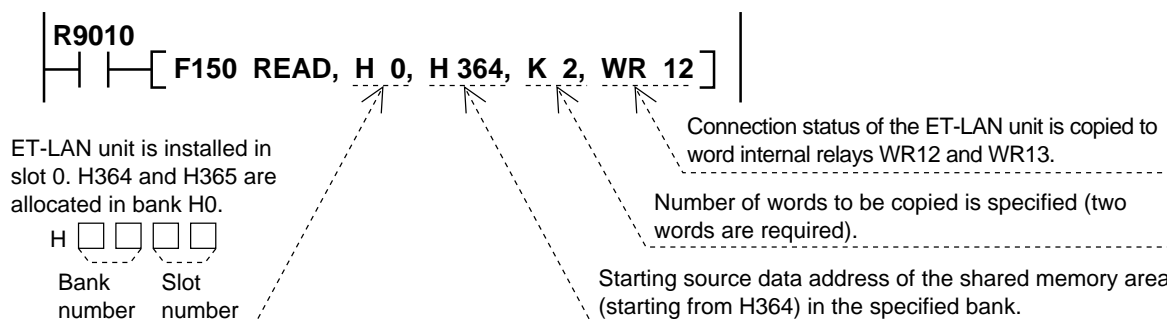 R9010
F150 READ, H 0, H 364, K 2, WR 12
Connection status of the ET-LAN unit is copied to
word internal relays WR12 and WR13.
ET-LAN unit is installed in
slot 0. H364 and H365 are
allocated in bank H0.
H
Bank
number
Slot
number
Number of words to be copied is specified (two
words are required).
Starting source data address of the shared memory area
(starting from H364) in the specified bank.